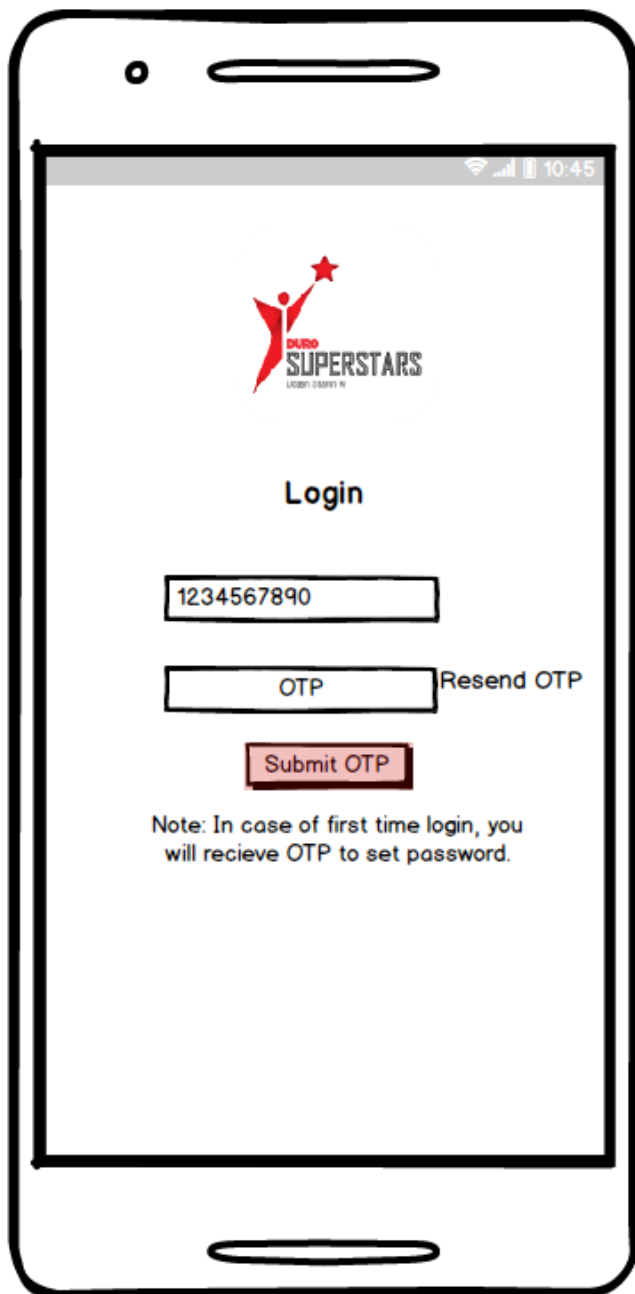 10:45
DURO
SUPERSTARS
Login
1234567890
OTP
Resend OTP
Submit OTP
Note: In case of first time login, you
will recieve OTP to set password.